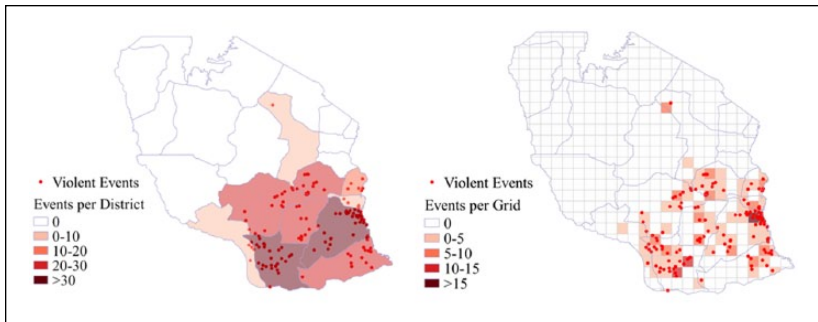 Violent Events
Events per District
0
0-10
10-20
20-30
>30
Violent Events
Events per Grid
0
0-5
5-10
10-15
>15